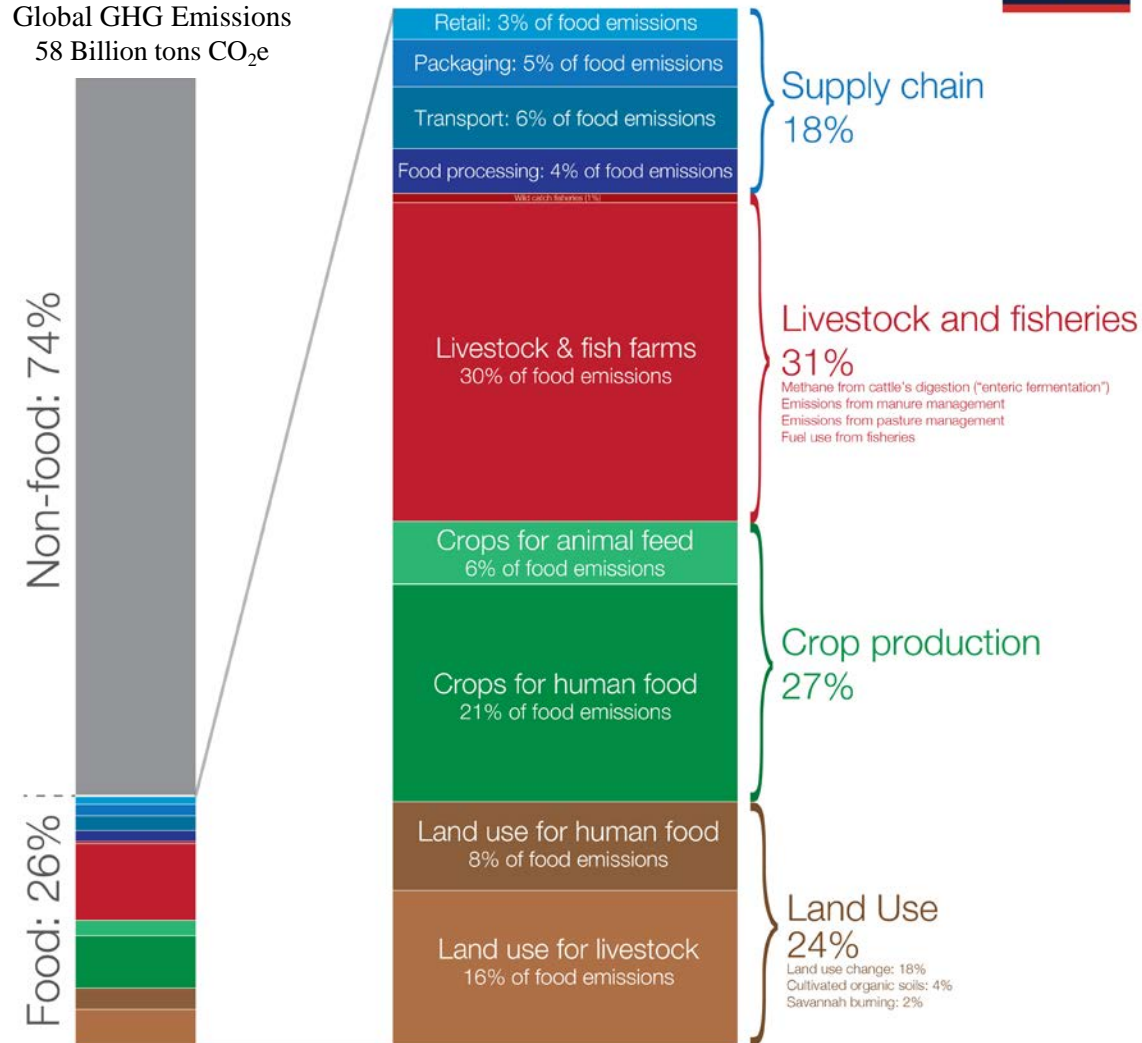 Global GHG Emissions
58 Billion tons CO₂e
Non-food: 74%
Food: 26%
Retail: 3% of food emissions
Packaging: 5% of food emissions
Transport: 6% of food emissions
Food processing: 4% of food emissions
Wild catch fisheries (1%)
Livestock & fish farms
30% of food emissions
Crops for animal feed
6% of food emissions
Crops for human food
21% of food emissions
Land use for human food
8% of food emissions
Land use for livestock
16% of food emissions
Supply chain
18%
Livestock and fisheries
31%
Methane from cattle's digestion ("enteric fermentation")
Emissions from manure management
Emissions from pasture management
Fuel use from fisheries
Crop production
27%
Land Use
24%
Land use change: 18%
Cultivated organic soils: 4%
Savannah burning: 2%